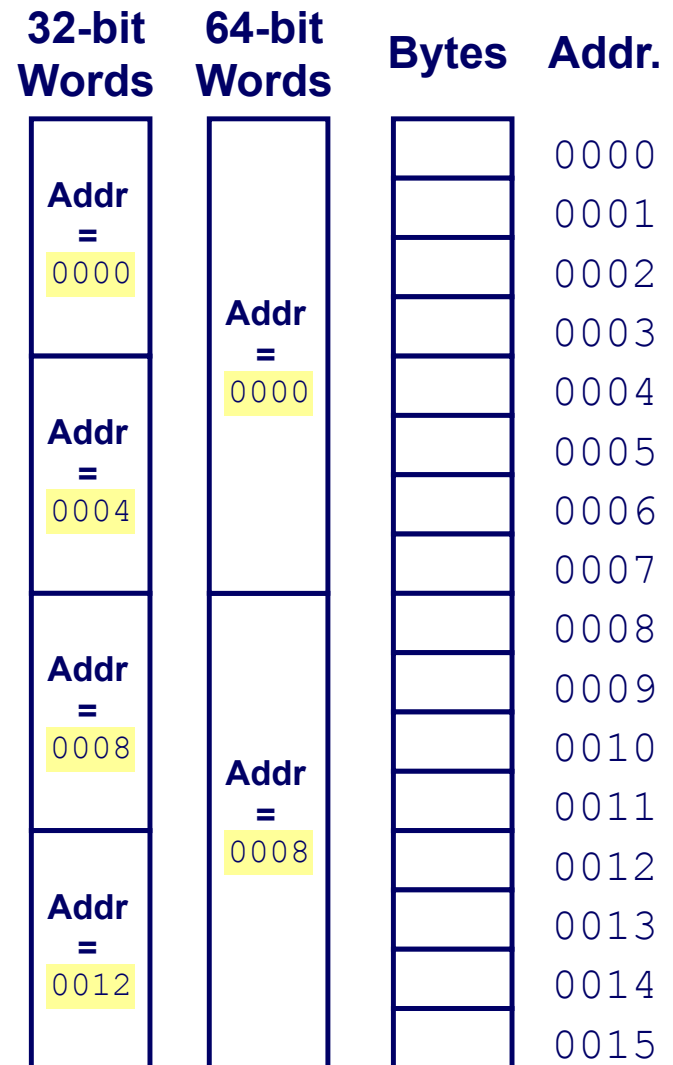 32-bit
Words
64-bit
Words
Bytes
Addr.
Addr
=
0000
Addr
=
0004
Addr
=
0008
Addr
=
0012
Addr
=
0000
Addr
=
0008
0000
0001
0002
0003
0004
0005
0006
0007
0008
0009
0010
0011
0012
0013
0014
0015